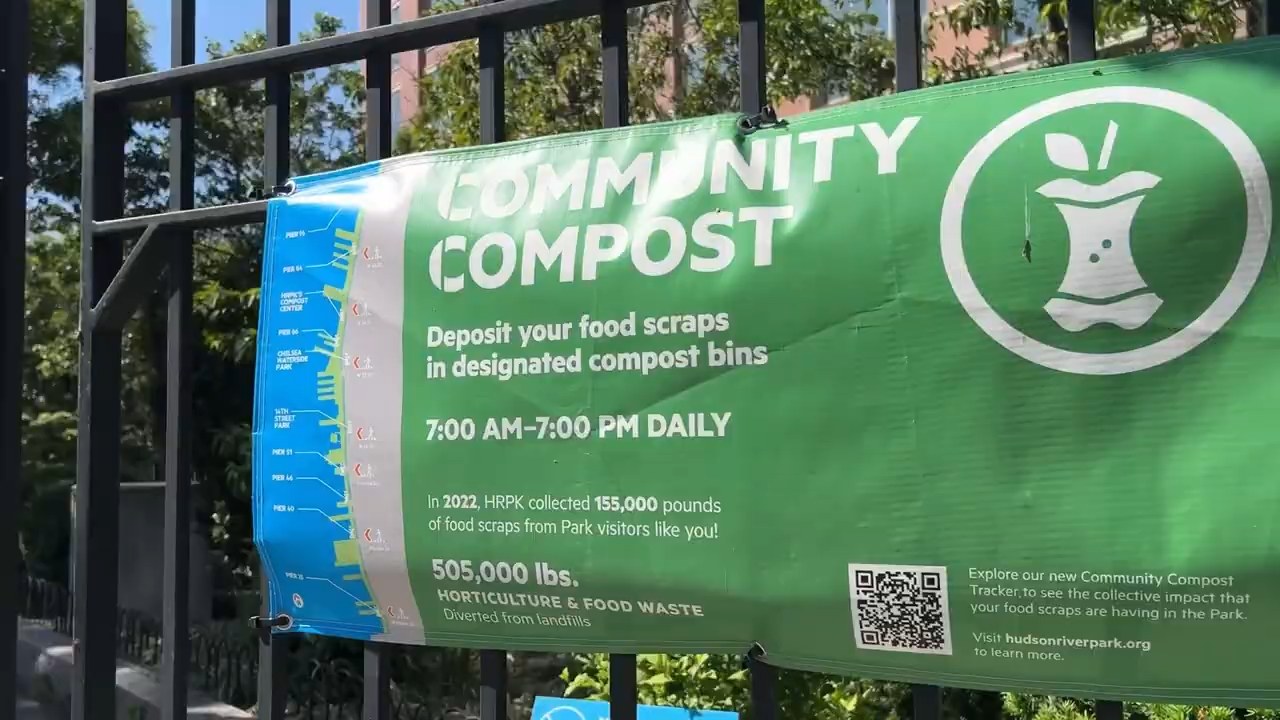 COMMUNITY
COMPOST
Deposit your food scraps
in designated compost bins
7:00 AM–7:00 PM DAILY
In 2022, HRPK collected 155,000 pounds
of food scraps from Park visitors like you!
505,000 lbs.
HORTICULTURE & FOOD WASTE
Diverted from landfills
Explore our new Community Compost
Tracker, to see the collective impact that
your food scraps are having in the Park.
Visit hudsonriverpark.org
to learn more.
PIER 84
HRPK'S
COMPOST
CENTER
PIER 66
CHELSEA
WATERSIDE
PARK
14TH
STREET
PARK
PIER 51
PIER 46
PIER 40